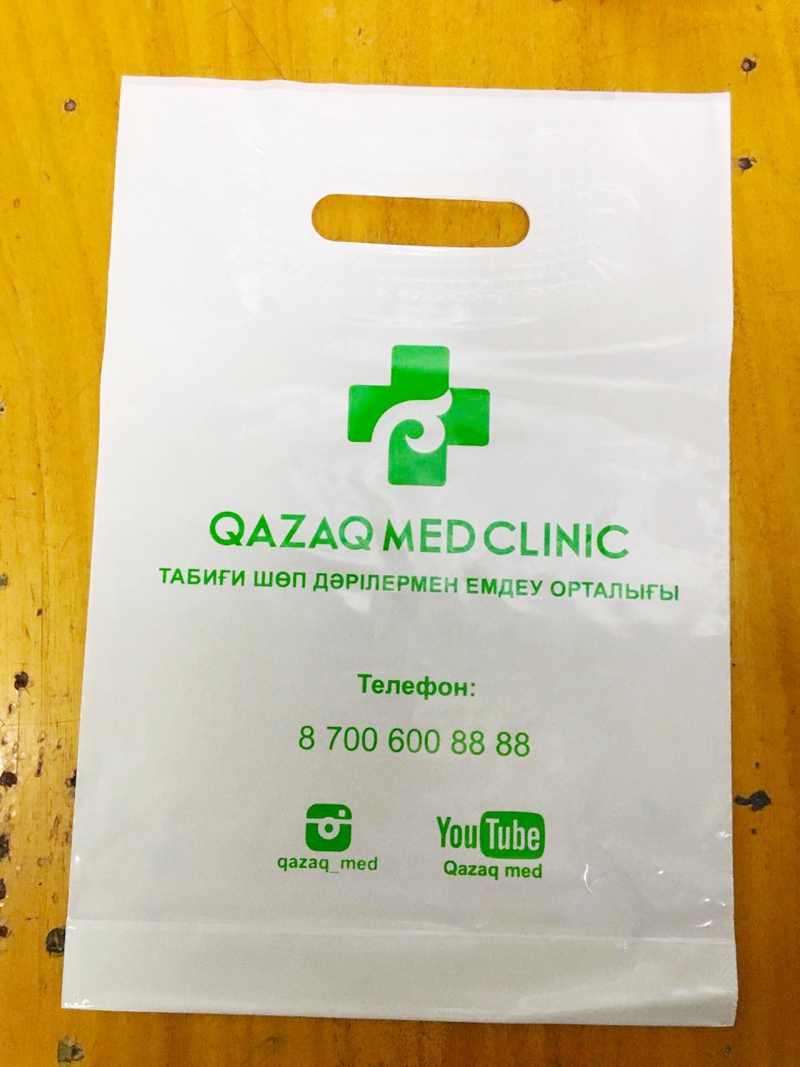 QAZAQ MED CLINIC
ТАБИҒИ ШӨП ДӘРІЛЕРМЕН ЕМДЕУ ОРТАЛЫҒЫ
Телефон:
8 700 600 88 88
qazaq_med
YouTube
Qazaq med